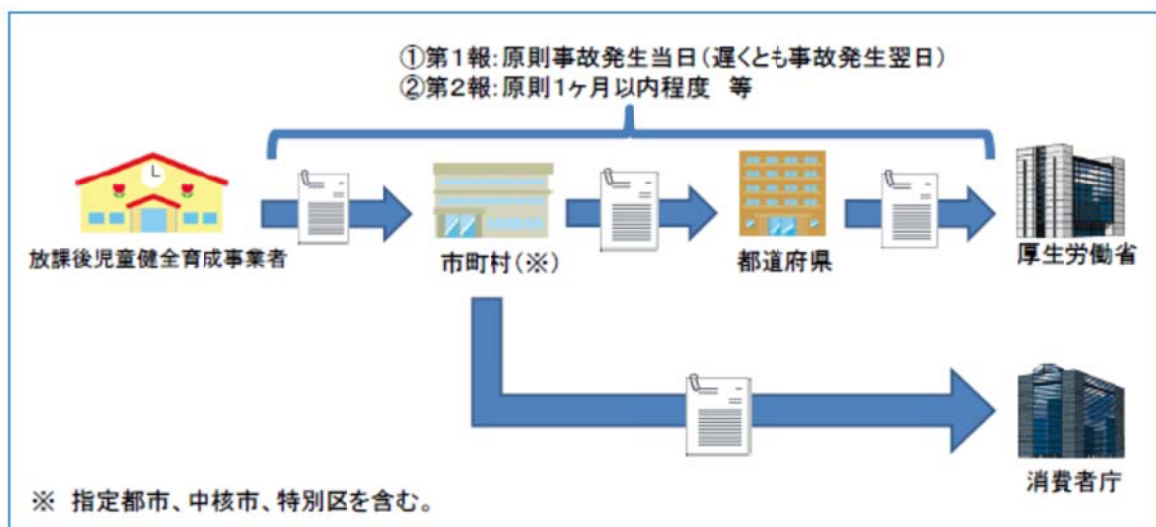 ①第1報:原則事故発生当日(遅くとも事故発生翌日)
②第2報:原則1ヶ月以内程度　等
放課後児童健全育成事業者
市町村(※)
都道府県
厚生労働省
消費者庁
※　指定都市、中核市、特別区を含む。